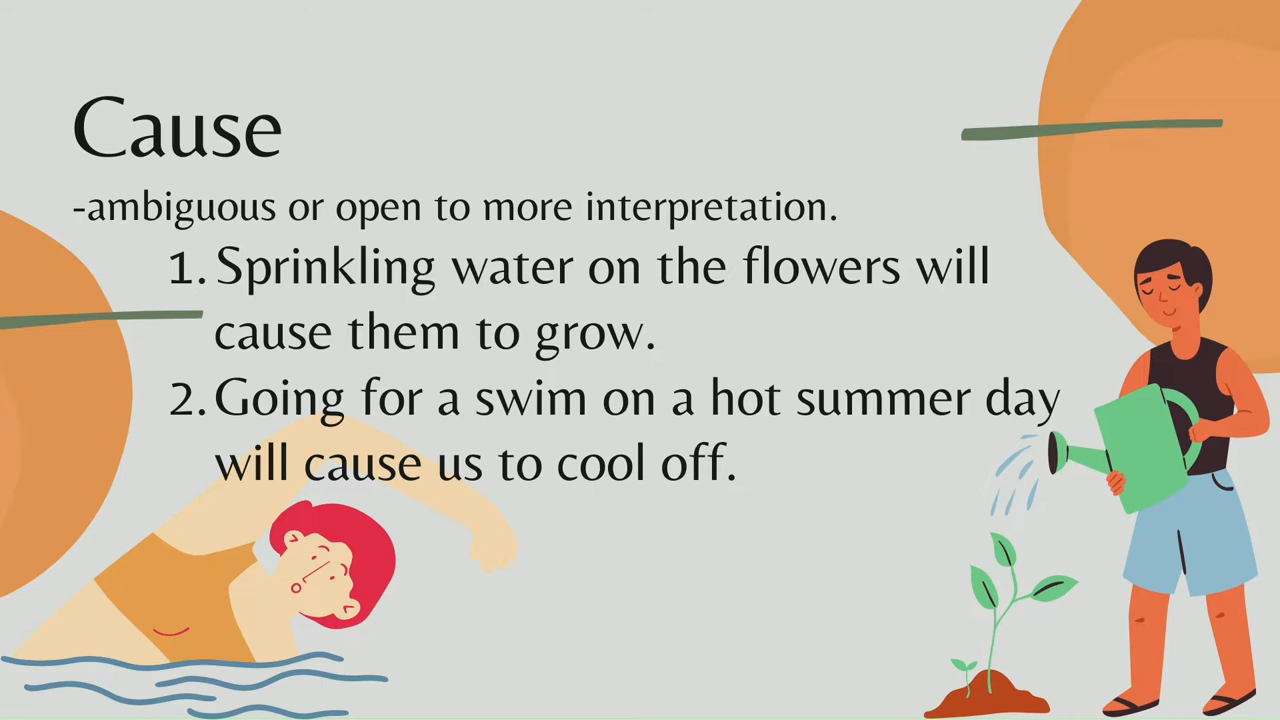 Cause
-ambiguous or open to more interpretation.
1. Sprinkling water on the flowers will
cause them to grow.
2. Going for a swim on a hot summer day
will cause us to cool off.